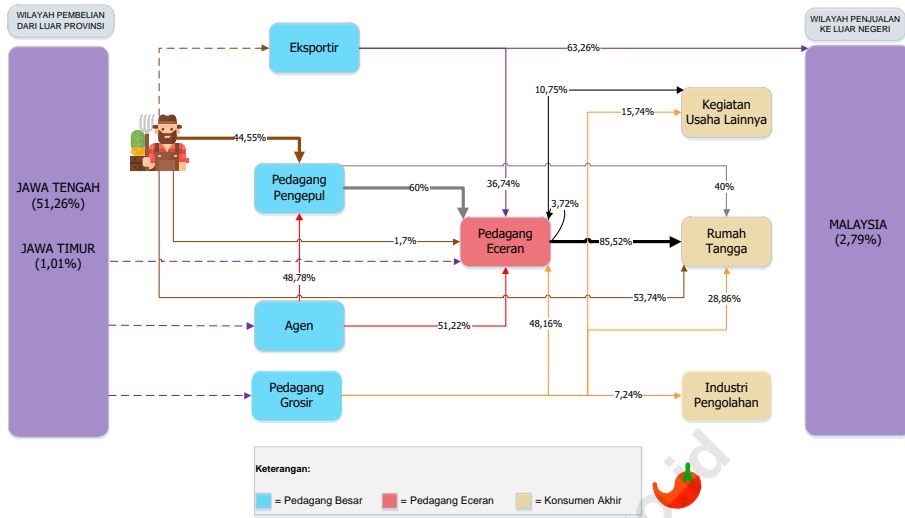 WILAYAH PEMBELIAN
DARI LUAR PROVINSI
WILAYAH PENJUALAN
KE LUAR NEGERI
Eksportir
63,26%
10,75%
15,74%
Kegiatan
Usaha Lainnya
44,55%
Pedagang
Pengepul
60%
36,74%
40%
3,72%
JAWA TENGAH
(51,26%)
JAWA TIMUR
(1,01%)
1,7%
Pedagang
Eceran
85,52%
Rumah
Tangga
MALAYSIA
(2,79%)
48,78%
53,74%
28,86%
Agen
51,22%
48,16%
Pedagang
Grosir
7,24%
Industri
Pengolahan
Keterangan:
= Pedagang Besar
= Pedagang Eceran
= Konsumen Akhir